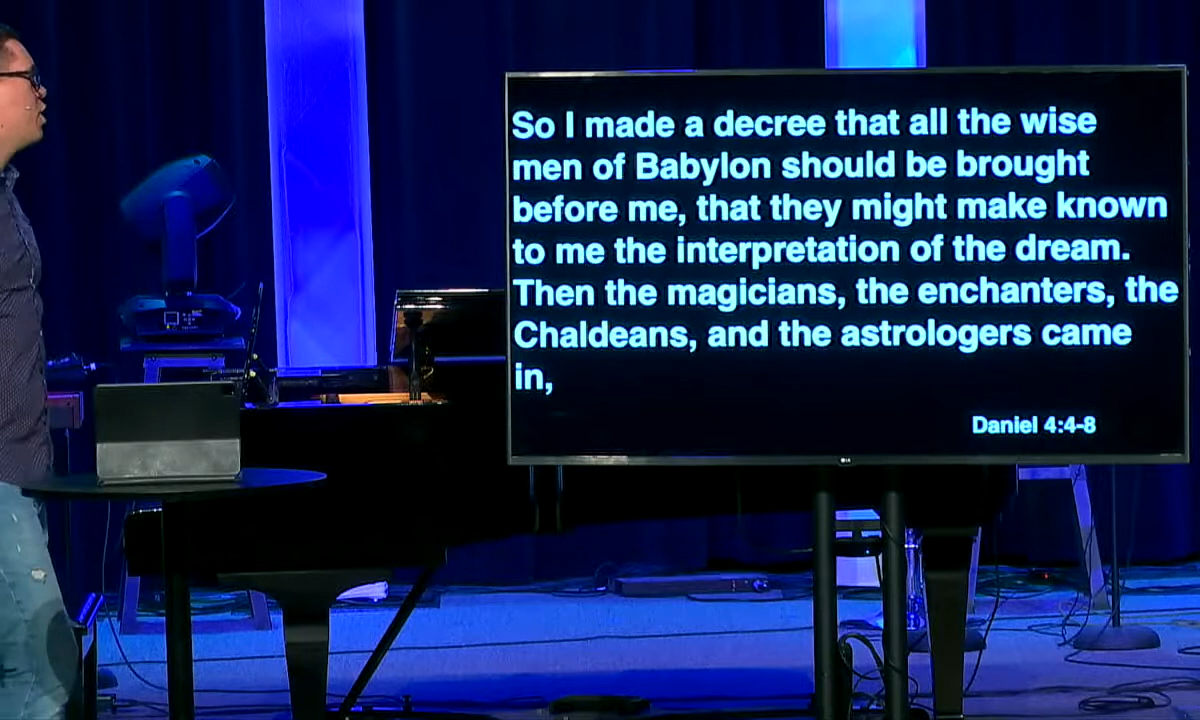 So I made a decree that all the wise
men of Babylon should be brought
before me, that they might make known
to me the interpretation of the dream.
Then the magicians, the enchanters, the
Chaldeans, and the astrologers came
in,
Daniel 4:4-8
LG